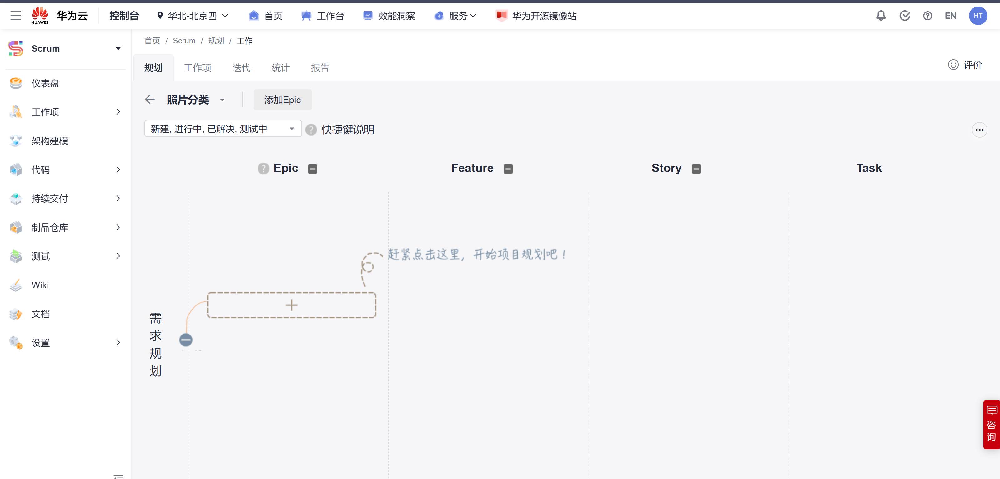 HUAWEI 华为云 控制台 华北-北京四 首页 工作台 效能洞察 服务 华为开源镜像站 EN HT
Scrum
首页 / Scrum / 规划 / 工作
规划 工作项 迭代 统计 报告 评价
仪表盘
工作项
架构建模
代码
持续交付
制品仓库
测试
Wiki
文档
设置
照片分类 添加Epic
新建, 进行中, 已解决, 测试中 ? 快捷键说明
? Epic Feature Story Task
赶紧点击这里，开始项目规划吧！
需求规划
咨询